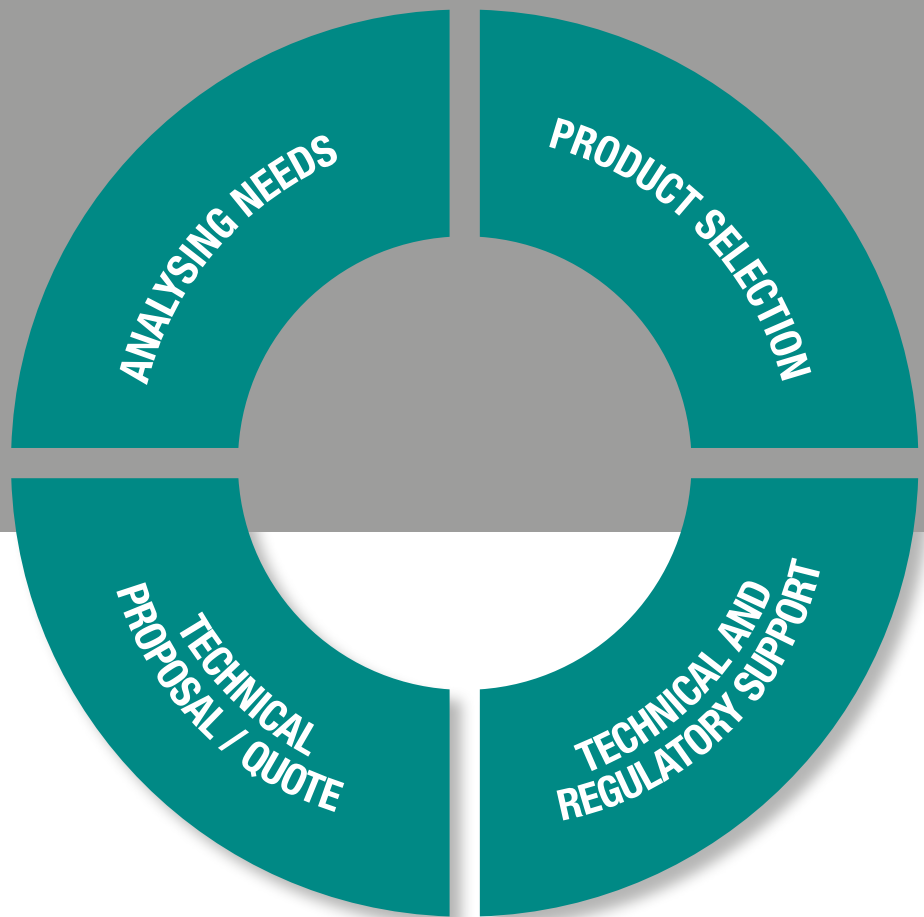 ANALYSING NEEDS
PRODUCT SELECTION
TECHNICAL
PROPOSAL / QUOTE
TECHNICAL AND
REGULATORY SUPPORT